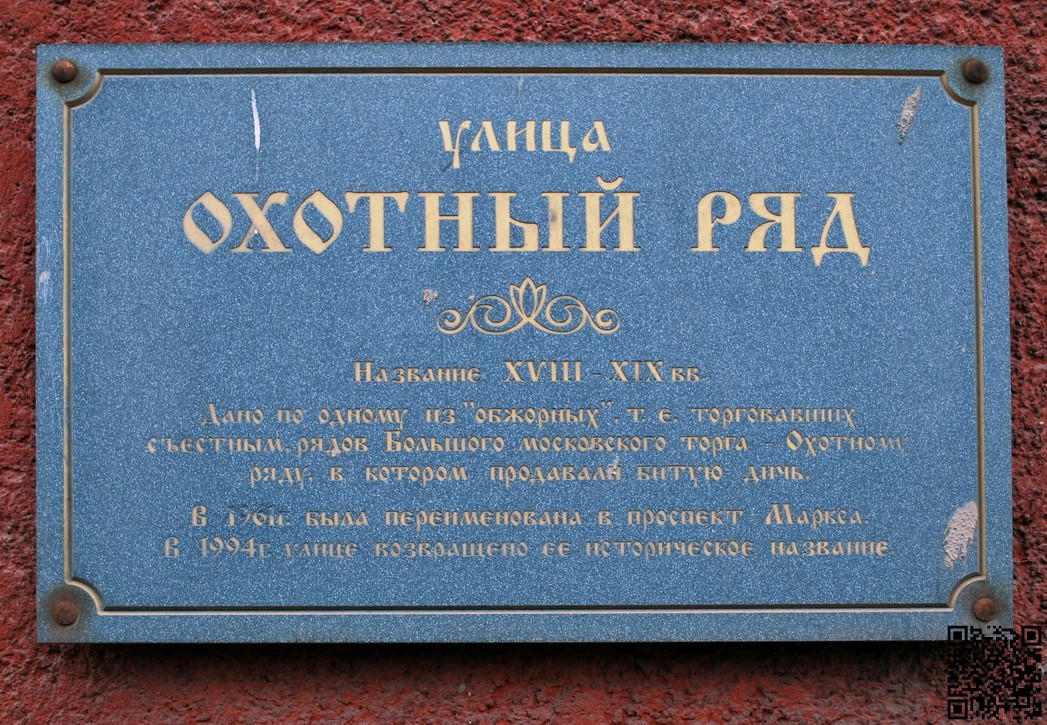 улица
ОХОТНЫЙ РЯД
Название XVIII - XIX вв.
Дано по одному из "обжорных", т. е. торговавших
съестным, рядов Большого московского торга - Охотному
ряду, в котором продавали битую дичь.
В 1961г. была переименована в проспект Маркса.
В 1994г улице возвращено ее историческое название